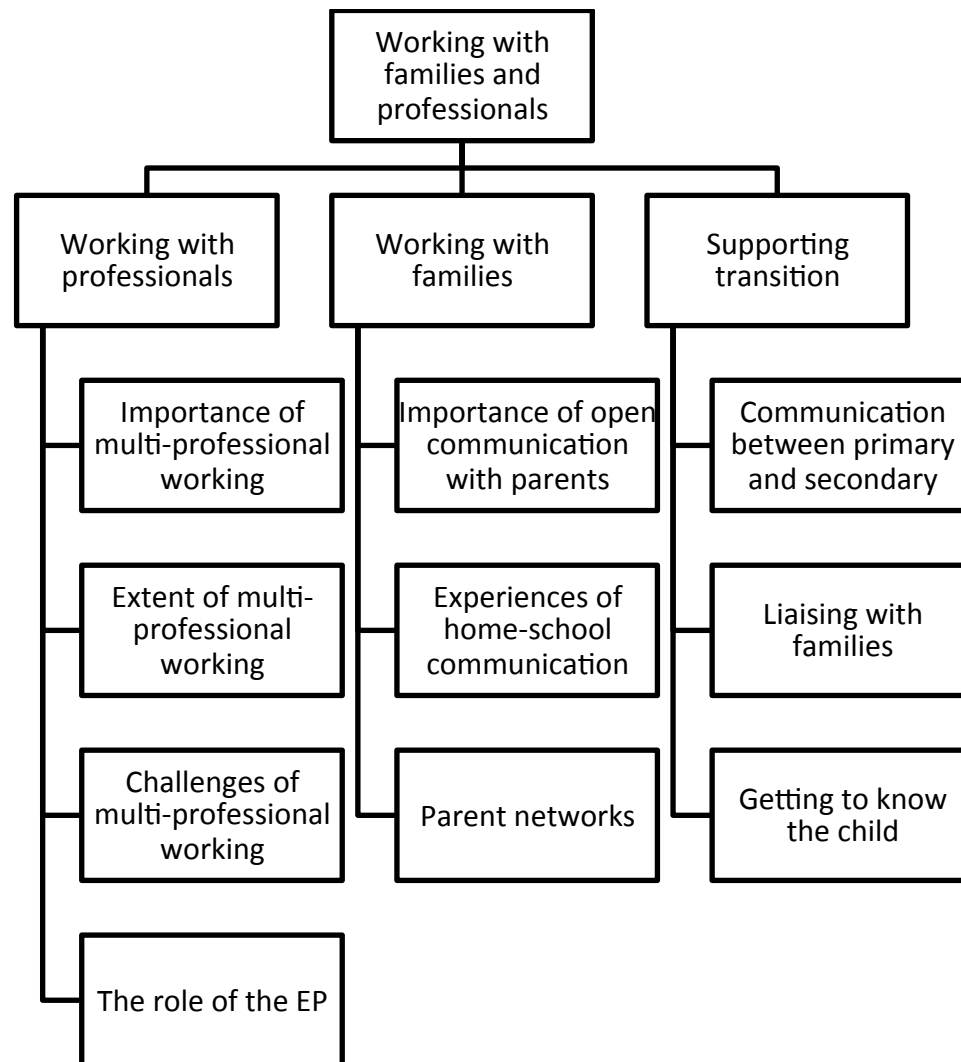 Working with
families and
professionals
Working with
professionals
Working with
families
Supporting
transition
Importance of
multi-professional
working
Importance of open
communication
with parents
Communication
between primary
and secondary
Extent of multi-
professional
working
Experiences of
home-school
communication
Liaising with
families
Challenges of
multi-professional
working
Parent networks
Getting to know
the child
The role of the EP